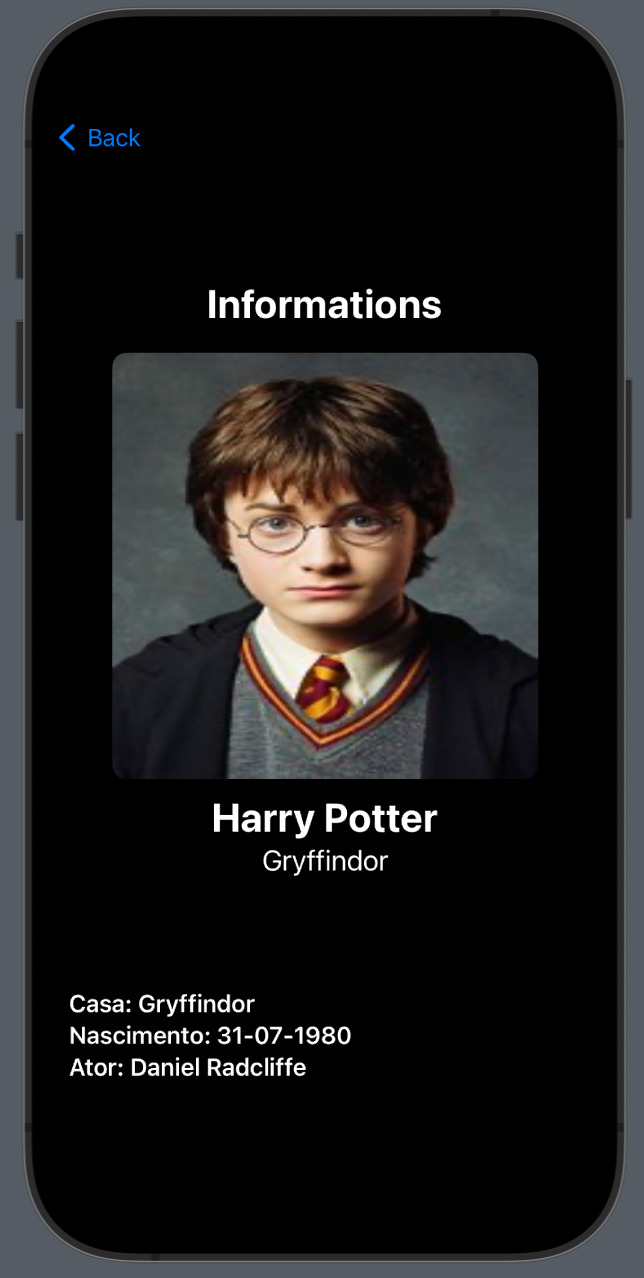 Back
Informations
Harry Potter
Gryffindor
Casa: Gryffindor
Nascimento: 31-07-1980
Ator: Daniel Radcliffe